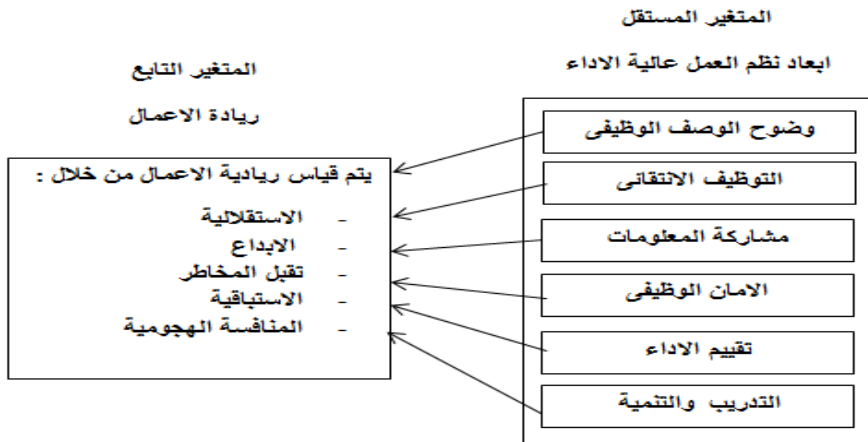 المتغير المستقل
ابعاد نظم العمل عالية الاداء
وضوح الوصف الوظيفى
التوظيف الانتقائى
مشاركة المعلومات
الامان الوظيفى
تقييم الاداء
التدريب والتنمية
المتغير التابع
ريادة الاعمال
يتم قياس ريادية الاعمال من خلال :
- الاستقلالية
- الابداع
- تقبل المخاطر
- الاستباقية
- المنافسة الهجومية